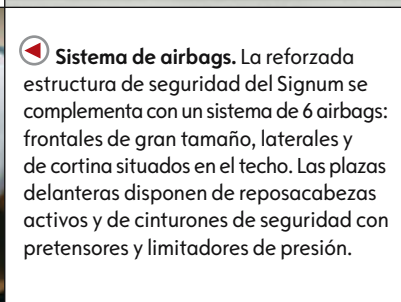 Sistema de airbags. La reforzada
estructura de seguridad del Signum se
complementa con un sistema de 6 airbags:
frontales de gran tamaño, laterales y
de cortina situados en el techo. Las plazas
delanteras disponen de reposacabezas
activos y de cinturones de seguridad con
pretensores y limitadores de presión.